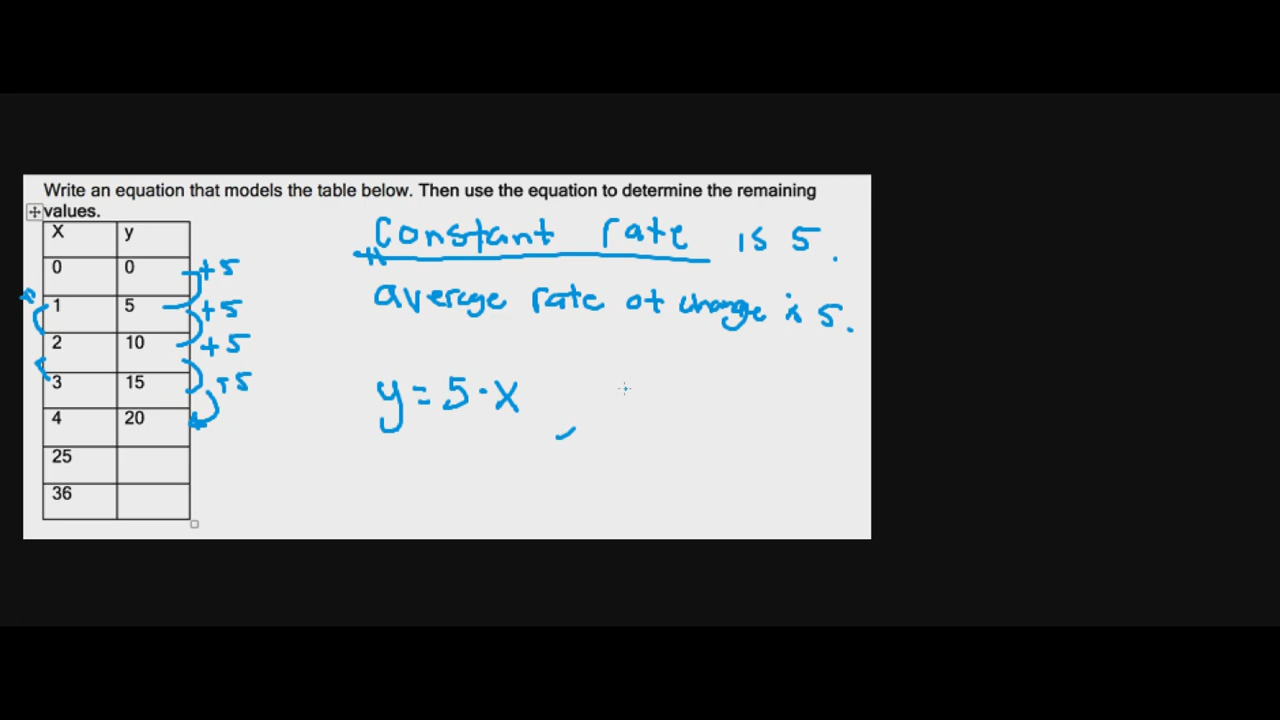 Write an equation that models the table below. Then use the equation to determine the remaining
values.
X y
0 0
1 5
2 10
3 15
4 20
25
36
+5
+5
+5
+5
Constant rate is 5.
average rate of change is 5.
y = 5 · x